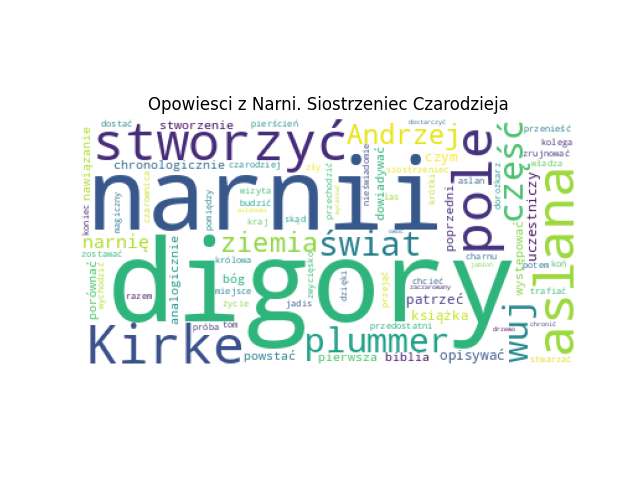 Opowiesci z Narni. Siostrzeniec Czarodzieja
dostać stworzenie pierścień dostarczyć
stworzyć Andrzej pole część przenieść
nawiązanie chronologicznie czarodziej zły czym siostrzeniec kolega
zrujnować władza
narnii
koniec magiczny czarownica pomiędzy wizyta budzić kraj skąd
przechodzić nieświadomie dowiadywać las krótki
poprzedni aslan dorożkarz występować uczestniczy aslana
narnię ziemia świat
zostawać wychodzić porównać analogicznie królowa bóg miejsce życie jadis
digory
zwycięsko dzięki przejąć chcieć zaczarowany patrzeć książka
charnu jabłoń potem koń trafiać
razem próba tom przedostatni
Kirke plummer wuj
drzewo chronić
powstać pierwsza biblia opisywać stwarzać